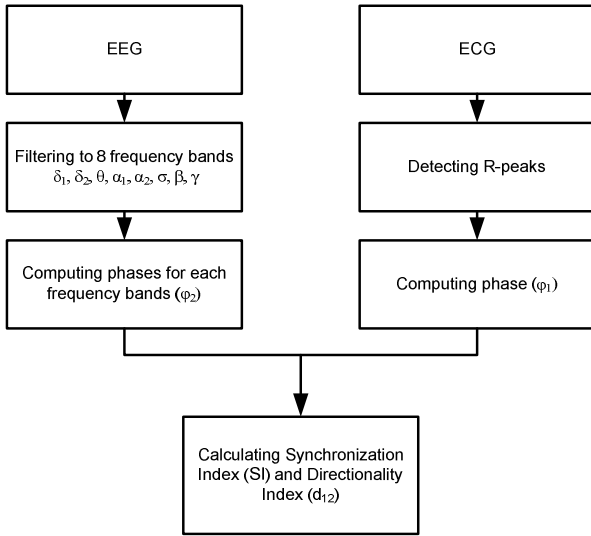 EEG
ECG
Filtering to 8 frequency bands
δ₁, δ₂, θ, α₁, α₂, σ, β, γ
Detecting R-peaks
Computing phases for each
frequency bands (φ₂)
Computing phase (φ₁)
Calculating Synchronization
Index (SI) and Directionality
Index (d₁₂)